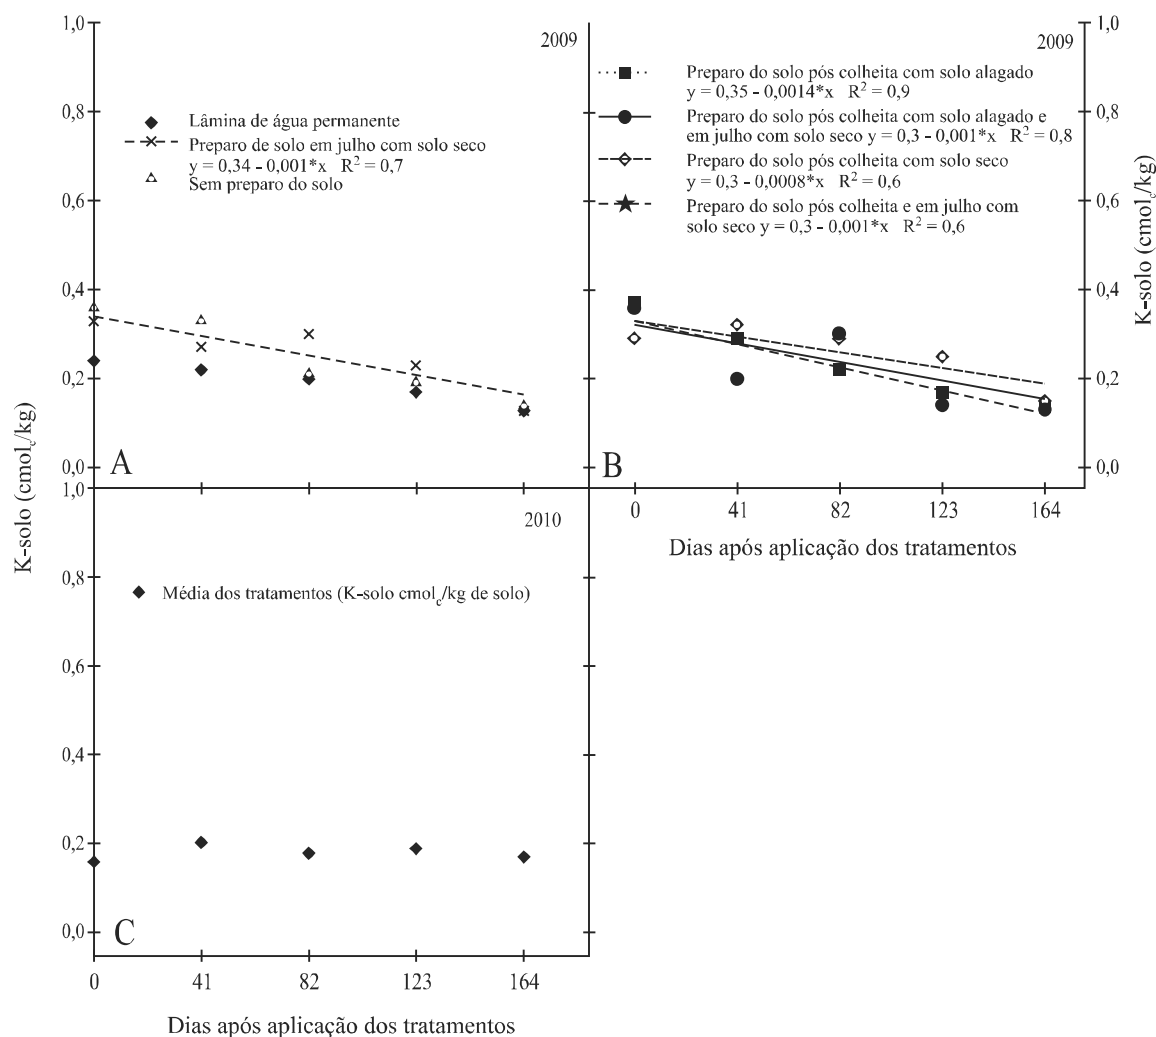 K-solo (cmolc/kg)
1,0
0,8
0,6
0,4
0,2
0,0
2009
Lâmina de água permanente
Preparo de solo em julho com solo seco
y = 0,34 - 0,001*x R² = 0,7
Sem preparo do solo
A
2009
Preparo do solo pós colheita com solo alagado
y = 0,35 - 0,0014*x R² = 0,9
Preparo do solo pós colheita com solo alagado e
em julho com solo seco y = 0,3 - 0,001*x R² = 0,8
Preparo do solo pós colheita com solo seco
y = 0,3 - 0,0008*x R² = 0,6
Preparo do solo pós colheita e em julho com
solo seco y = 0,3 - 0,001*x R² = 0,6
B
1,0
0,8
0,6
0,4
0,2
0,0
K-solo (cmolc/kg)
0 41 82 123 164
Dias após aplicação dos tratamentos
1,0
0,8
0,6
0,4
0,2
0,0
2010
Média dos tratamentos (K-solo cmolc/kg de solo)
C
0 41 82 123 164
Dias após aplicação dos tratamentos